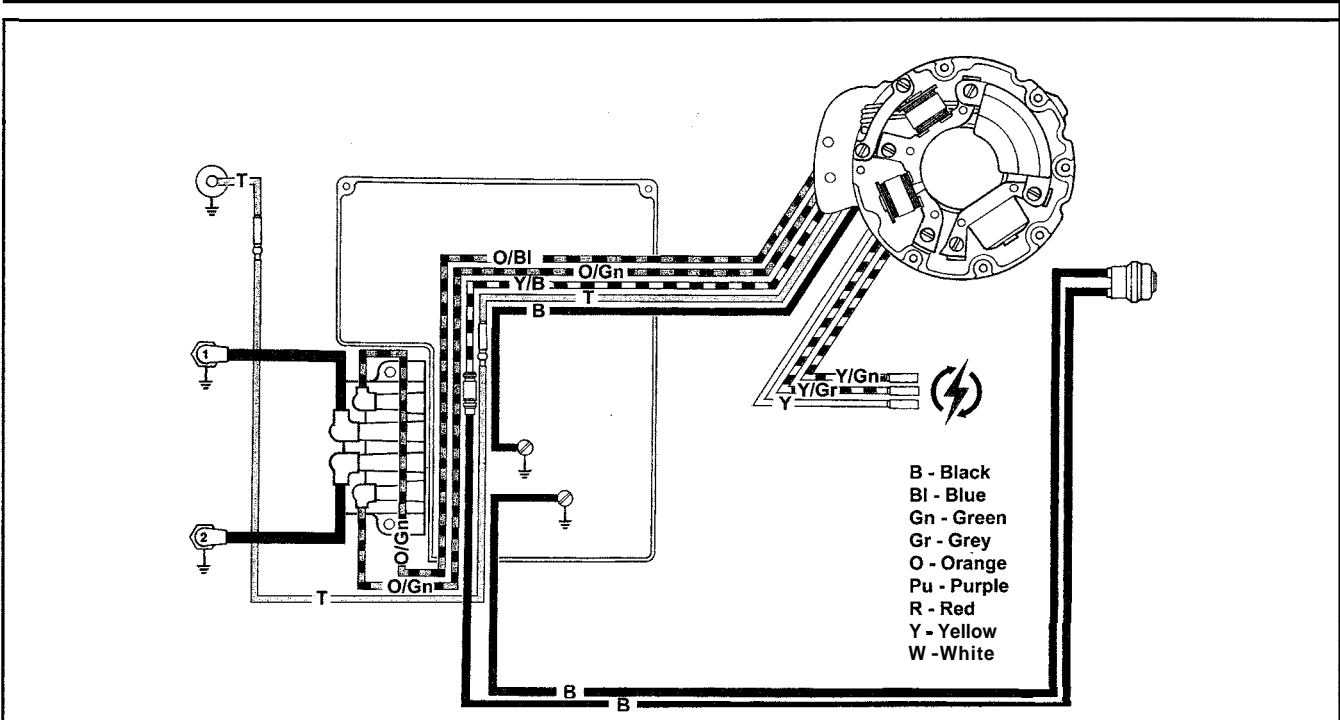 T
O/Bl
O/Gn
Y/B
T
B
1
Y/Gn
Y/Gr
Y
B - Black
Bl - Blue
Gn - Green
Gr - Grey
O - Orange
Pu - Purple
R - Red
Y - Yellow
W -White
2
O/Gn
O/Gn
T
B
B